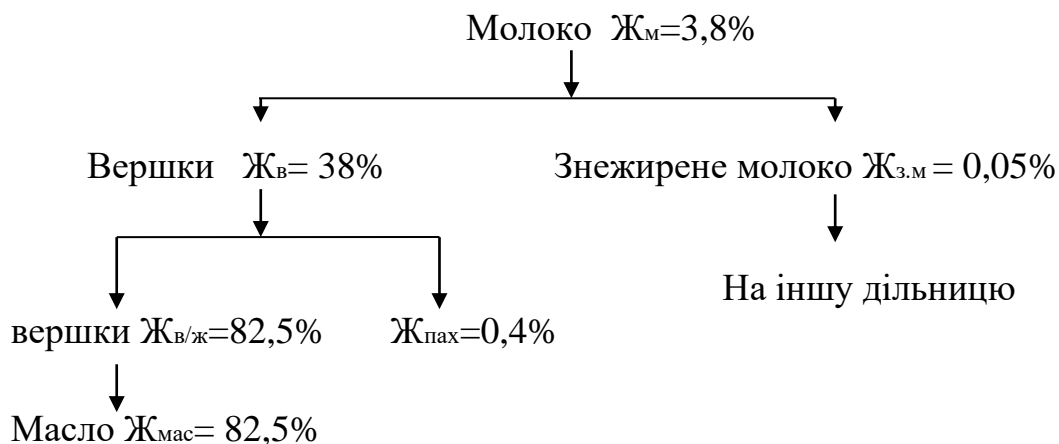 Молоко Жм=3,8%
Вершки Жв= 38%
Знежирене молоко Жз.м = 0,05%
На іншу дільницю
вершки Жв/ж=82,5%
Жпах=0,4%
Масло Жмас= 82,5%